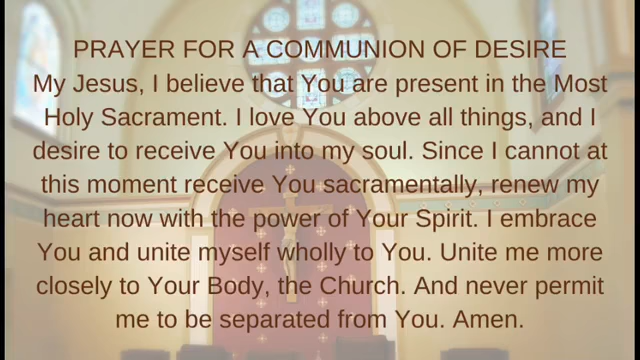 PRAYER FOR A COMMUNION OF DESIRE
My Jesus, I believe that You are present in the Most
Holy Sacrament. I love You above all things, and I
desire to receive You into my soul. Since I cannot at
this moment receive You sacramentally, renew my
heart now with the power of Your Spirit. I embrace
You and unite myself wholly to You. Unite me more
closely to Your Body, the Church. And never permit
me to be separated from You. Amen.